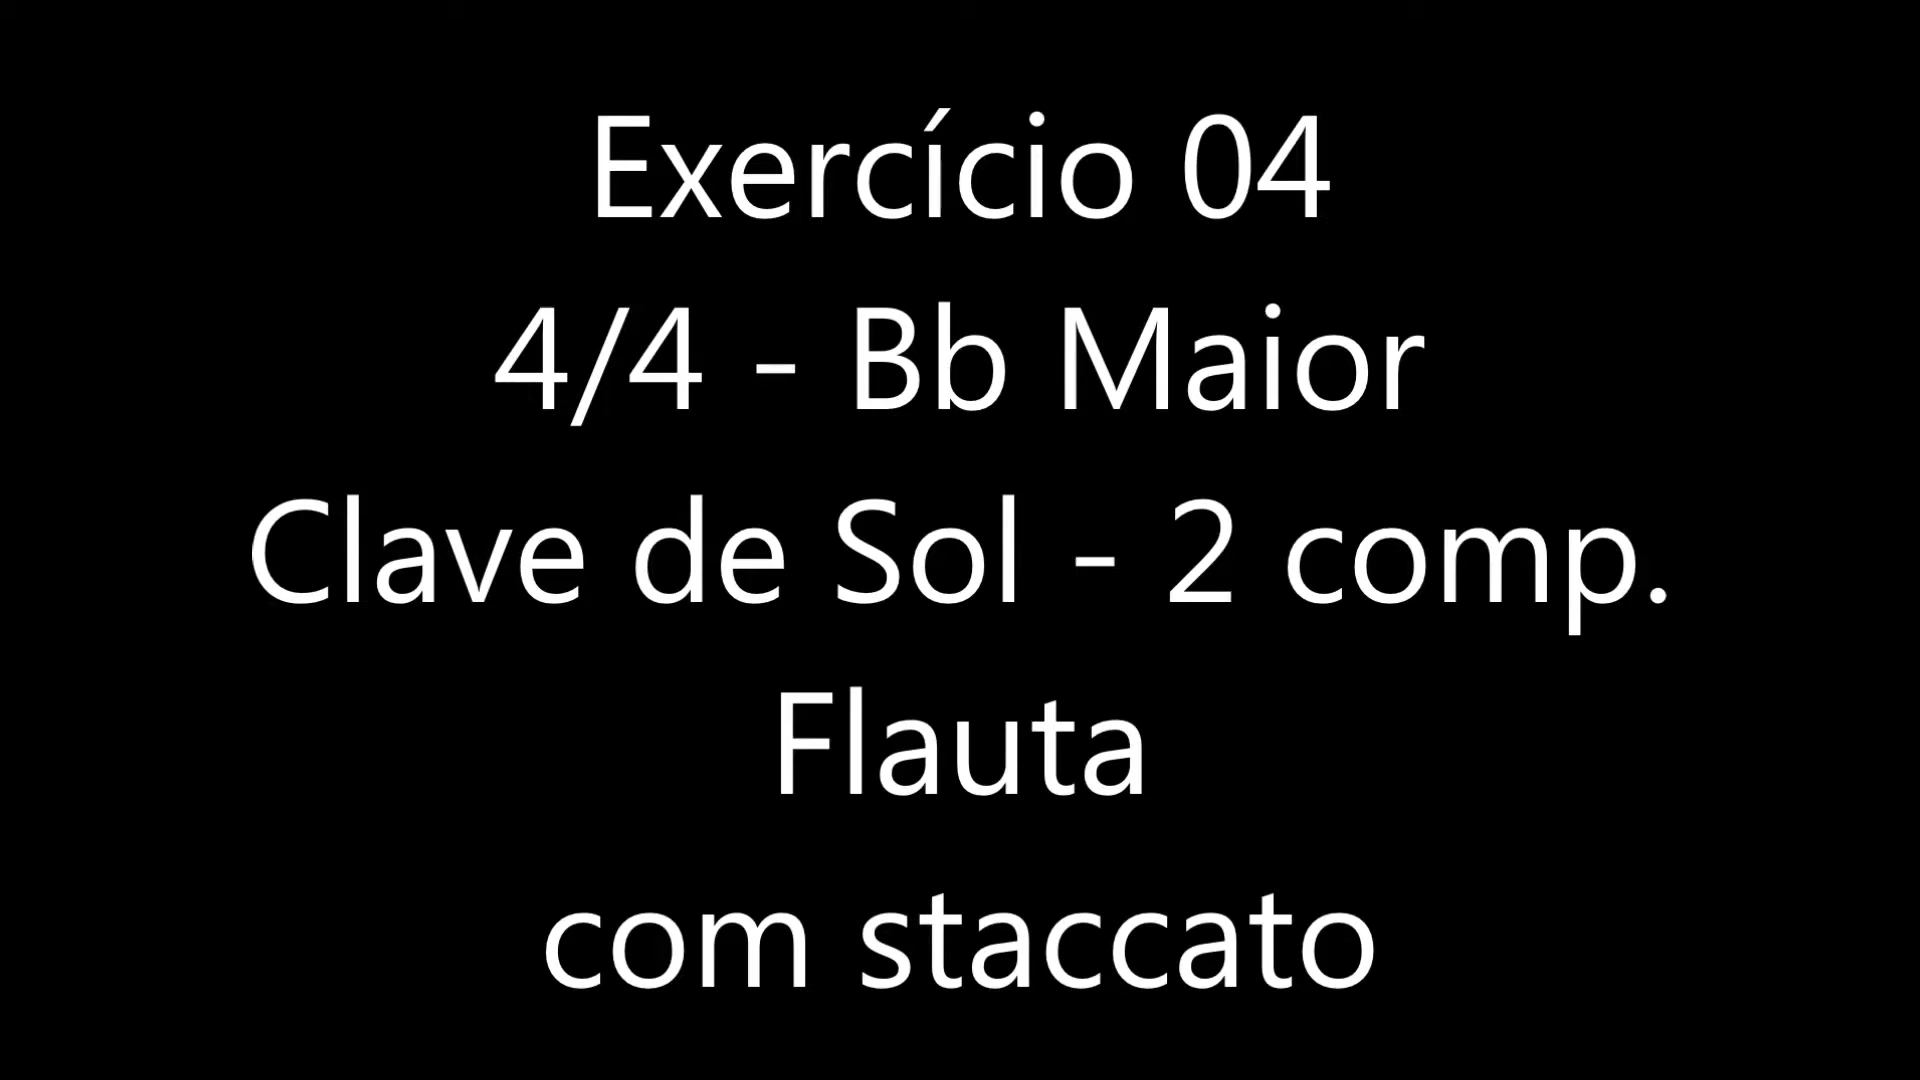 Exercício 04
4/4 - Bb Maior
Clave de Sol - 2 comp.
Flauta
com staccato